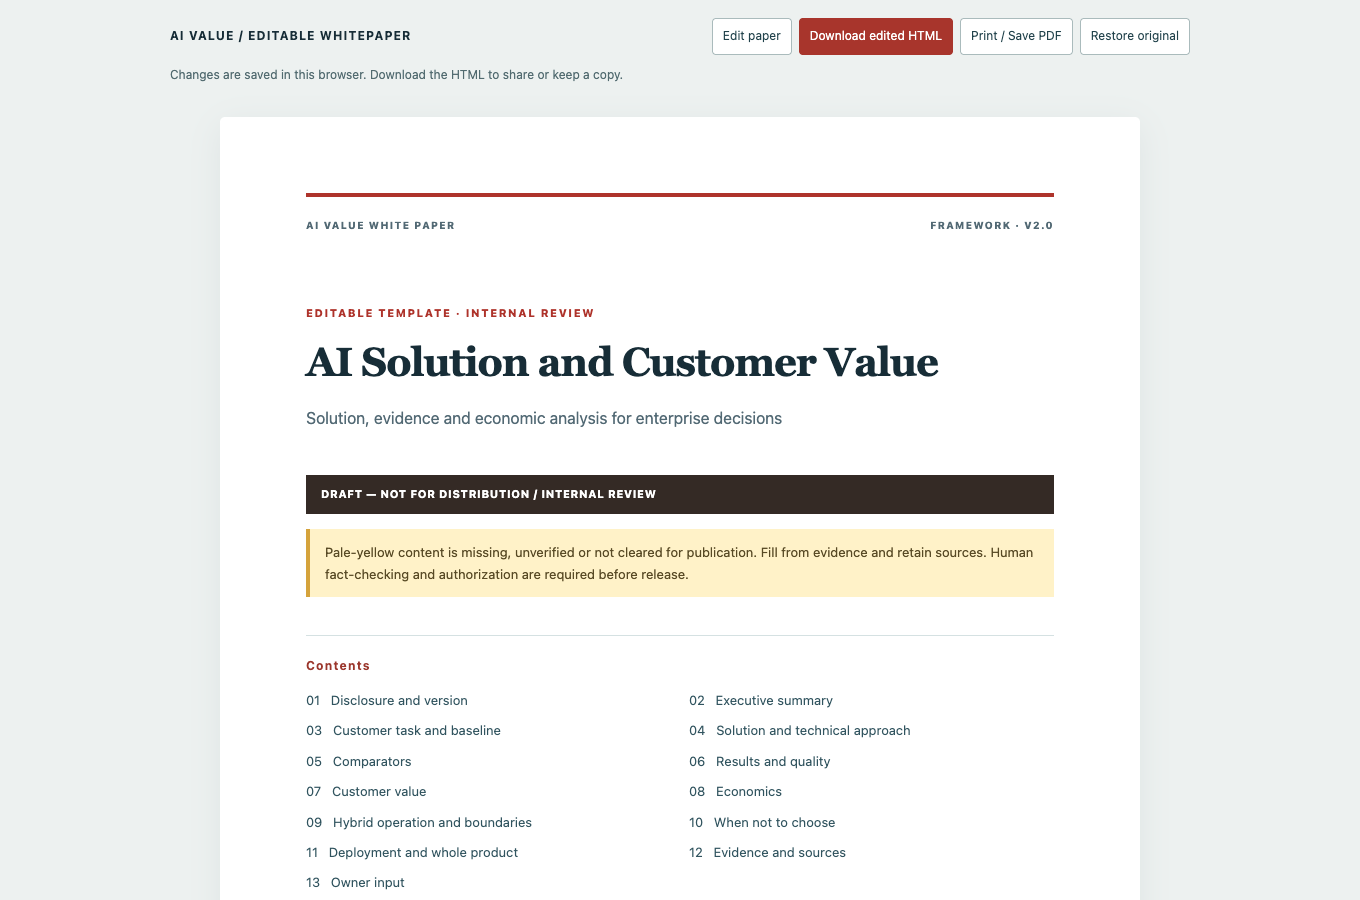 AI VALUE / EDITABLE WHITEPAPER
Edit paper
Download edited HTML
Print / Save PDF
Restore original
Changes are saved in this browser. Download the HTML to share or keep a copy.
AI VALUE WHITE PAPER
FRAMEWORK · V2.0
EDITABLE TEMPLATE · INTERNAL REVIEW
AI Solution and Customer Value
Solution, evidence and economic analysis for enterprise decisions
DRAFT — NOT FOR DISTRIBUTION / INTERNAL REVIEW
Pale-yellow content is missing, unverified or not cleared for publication. Fill from evidence and retain sources. Human
fact-checking and authorization are required before release.
Contents
01 Disclosure and version
02 Executive summary
03 Customer task and baseline
04 Solution and technical approach
05 Comparators
06 Results and quality
07 Customer value
08 Economics
09 Hybrid operation and boundaries
10 When not to choose
11 Deployment and whole product
12 Evidence and sources
13 Owner input